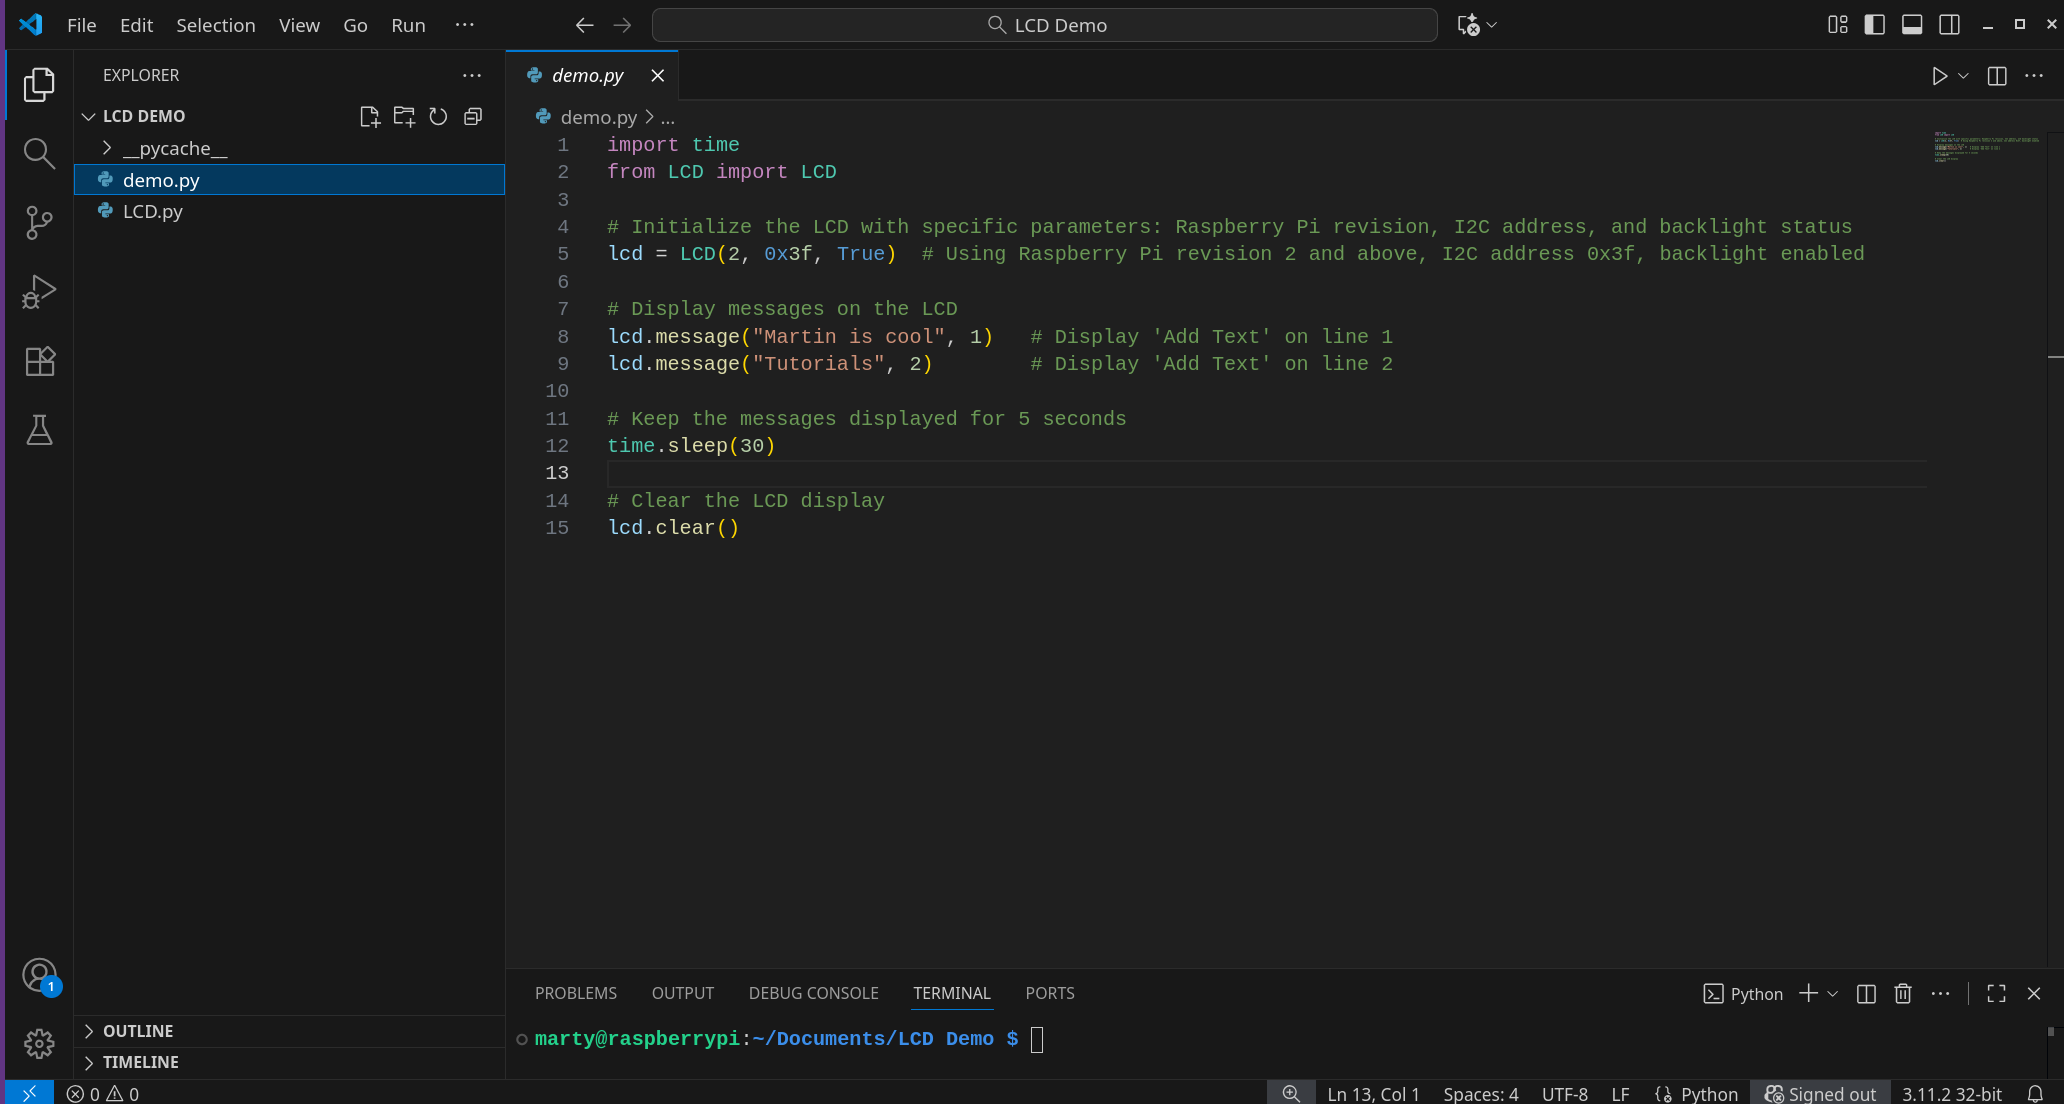 File Edit Selection View Go Run ···
LCD Demo
EXPLORER
LCD DEMO
__pycache__
demo.py
LCD.py
demo.py
demo.py > ...
1 import time
2 from LCD import LCD
3
4 # Initialize the LCD with specific parameters: Raspberry Pi revision, I2C address, and backlight status
5 lcd = LCD(2, 0x3f, True)  # Using Raspberry Pi revision 2 and above, I2C address 0x3f, backlight enabled
6
7 # Display messages on the LCD
8 lcd.message("Martin is cool", 1)   # Display 'Add Text' on line 1
9 lcd.message("Tutorials", 2)        # Display 'Add Text' on line 2
10
11 # Keep the messages displayed for 5 seconds
12 time.sleep(30)
13
14 # Clear the LCD display
15 lcd.clear()
PROBLEMS OUTPUT DEBUG CONSOLE TERMINAL PORTS
Python
marty@raspberrypi:~/Documents/LCD Demo $
1
OUTLINE
TIMELINE
0 0
Ln 13, Col 1 Spaces: 4 UTF-8 LF Python Signed out 3.11.2 32-bit